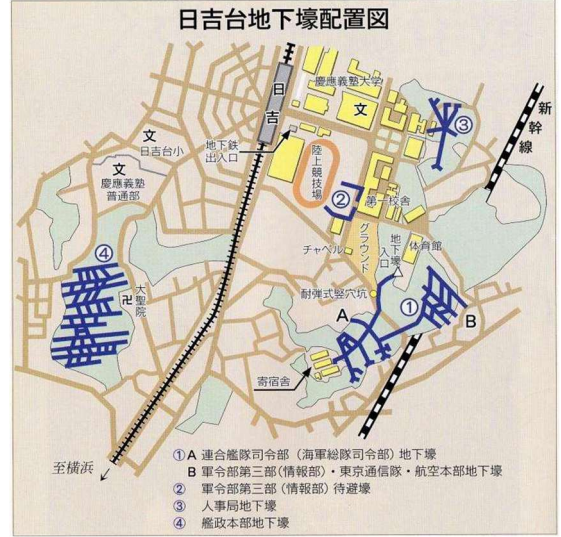 日吉台地下壕配置図
慶應義塾大学
日吉
文
③
新幹線
文
日吉台小
地下鉄
出入口
陸上競技場
慶應義塾
普通部
文
②
第一校舎
④
チャペル
グラウンド
地下壕
入口
体育館
大聖院
卍
耐弾式竪穴坑
①
A
B
寄宿舎
至横浜
①A 連合艦隊司令部 (海軍総隊司令部) 地下壕
B 軍令部第三部(情報部)・東京通信隊・航空本部地下壕
② 軍令部第三部(情報部) 待避壕
③ 人事局地下壕
④ 艦政本部地下壕